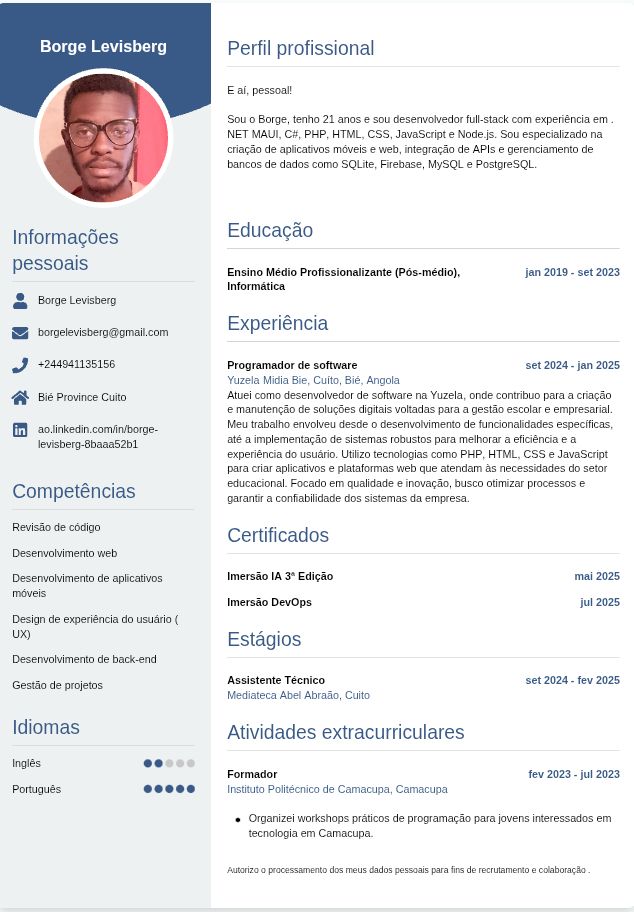 Borge Levisberg
Informações
pessoais
Borge Levisberg
borgelevisberg@gmail.com
+244941135156
Bié Province Cuito
ao.linkedin.com/in/borge-
levisberg-8baaa52b1
Competências
Revisão de código
Desenvolvimento web
Desenvolvimento de aplicativos
móveis
Design de experiência do usuário (
UX)
Desenvolvimento de back-end
Gestão de projetos
Idiomas
Inglês
Português
Perfil profissional
E aí, pessoal!
Sou o Borge, tenho 21 anos e sou desenvolvedor full-stack com experiência em .
NET MAUI, C#, PHP, HTML, CSS, JavaScript e Node.js. Sou especializado na
criação de aplicativos móveis e web, integração de APIs e gerenciamento de
bancos de dados como SQLite, Firebase, MySQL e PostgreSQL.
Educação
Ensino Médio Profissionalizante (Pós-médio), jan 2019 - set 2023
Informática
Experiência
Programador de software set 2024 - jan 2025
Yuzela Midia Bie, Cuíto, Bié, Angola
Atuei como desenvolvedor de software na Yuzela, onde contribuo para a criação
e manutenção de soluções digitais voltadas para a gestão escolar e empresarial.
Meu trabalho envolveu desde o desenvolvimento de funcionalidades específicas,
até a implementação de sistemas robustos para melhorar a eficiência e a
experiência do usuário. Utilizo tecnologias como PHP, HTML, CSS e JavaScript
para criar aplicativos e plataformas web que atendam às necessidades do setor
educacional. Focado em qualidade e inovação, busco otimizar processos e
garantir a confiabilidade dos sistemas da empresa.
Certificados
Imersão IA 3ª Edição mai 2025
Imersão DevOps jul 2025
Estágios
Assistente Técnico set 2024 - fev 2025
Mediateca Abel Abraão, Cuito
Atividades extracurriculares
Formador fev 2023 - jul 2023
Instituto Politécnico de Camacupa, Camacupa
• Organizei workshops práticos de programação para jovens interessados em
tecnologia em Camacupa.
Autorizo o processamento dos meus dados pessoais para fins de recrutamento e colaboração .